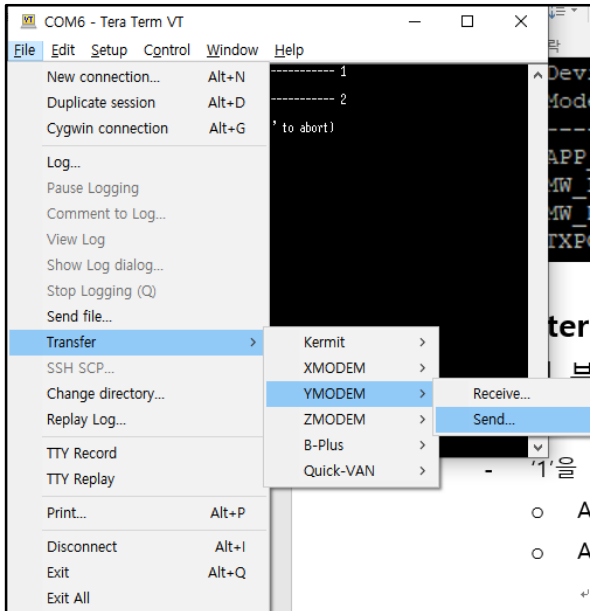 COM6 - Tera Term VT
File Edit Setup Control Window Help
New connection... Alt+N
Duplicate session Alt+D
Cygwin connection Alt+G
Log...
Pause Logging
Comment to Log...
View Log
Show Log dialog...
Stop Logging (Q)
Send file...
Transfer
SSH SCP...
Change directory...
Replay Log...
TTY Record
TTY Replay
Print... Alt+P
Disconnect Alt+I
Exit Alt+Q
Exit All
Kermit
XMODEM
YMODEM
ZMODEM
B-Plus
Quick-VAN
Receive...
Send...
----------- 1
----------- 2
' to abort)
락
Devi
Mode
----
APP_
MW_
MW_
TXPO
ter
- '1'을
o A
o A